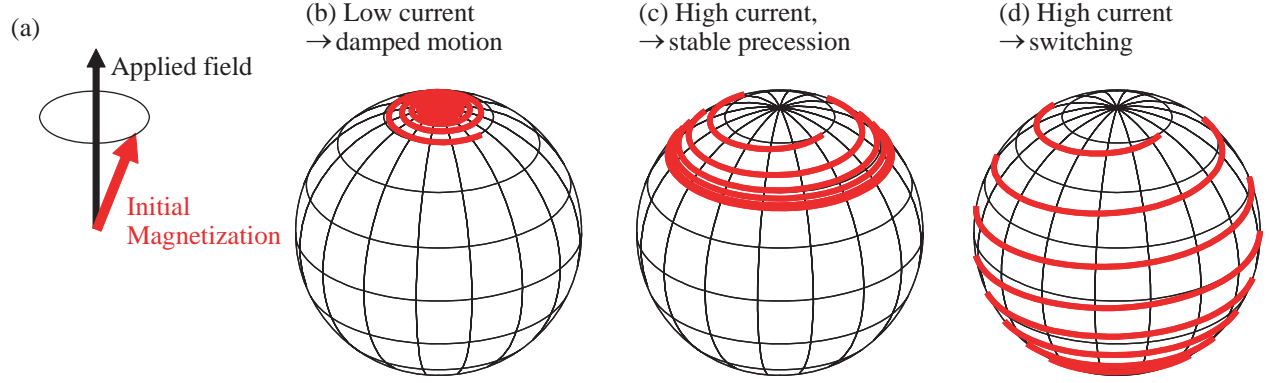 (a)
Applied field
Initial
Magnetization
(b) Low current
→ damped motion
(c) High current,
→ stable precession
(d) High current
→ switching